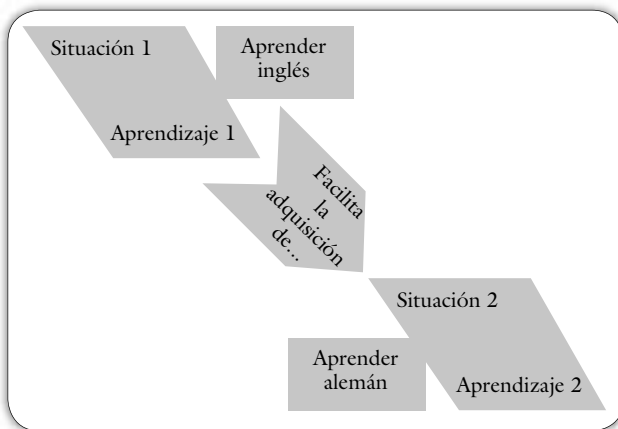 Situación 1
Aprendizaje 1
Aprender
inglés
Facilita
la
adquisición
de...
Situación 2
Aprendizaje 2
Aprender
alemán